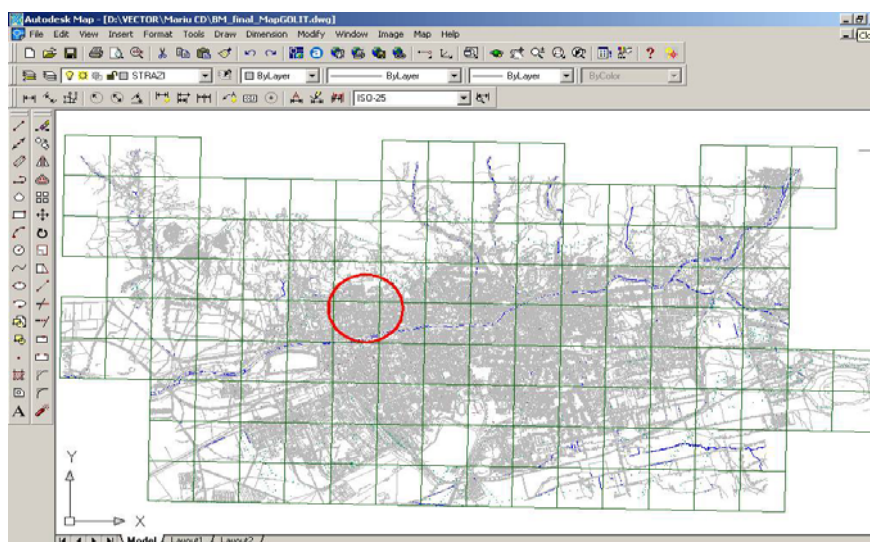 Autodesk Map - [D:\VECTOR\Mariu CD\BM_final_MapGOLIT.dwg]
File Edit View Insert Format Tools Draw Dimension Modify Window Image Map Help
STRAZI ByLayer ByLayer ByLayer ByColor
ISO-25
Y
X
Model Layout1 Layout2